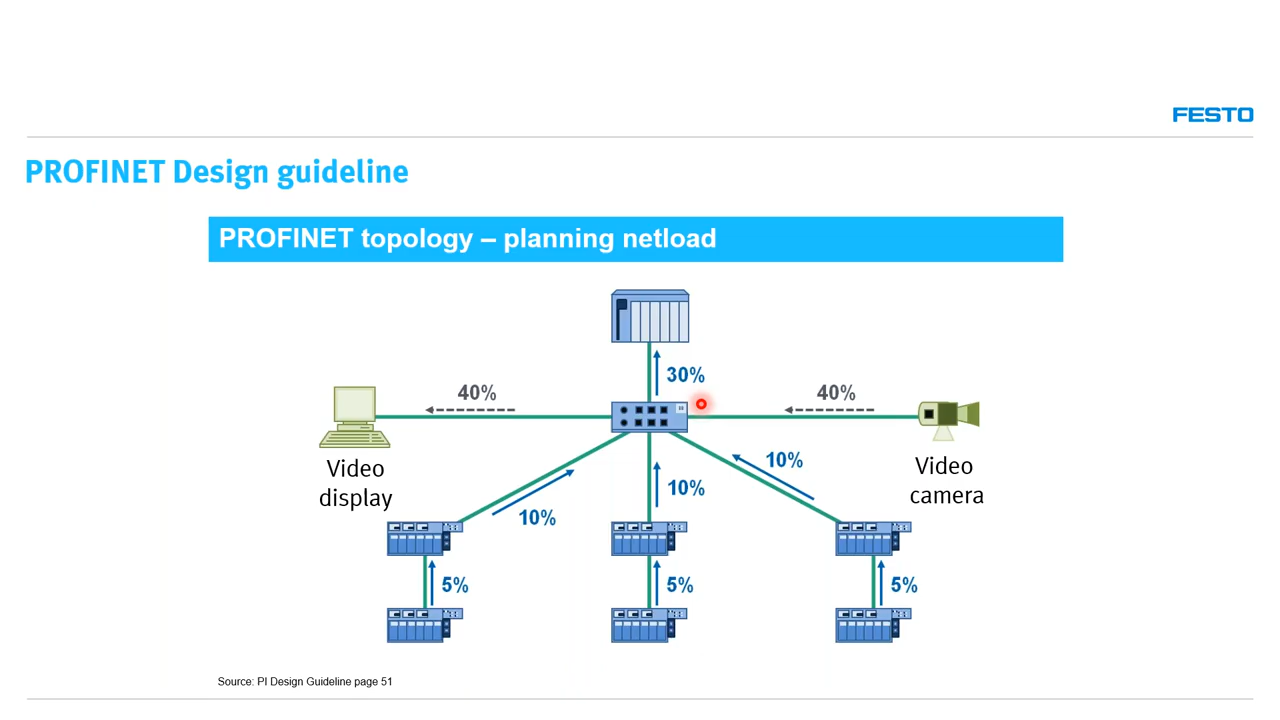 FESTO
PROFINET Design guideline
PROFINET topology – planning netload
30%
40%
40%
Video
display
Video
camera
10%
10%
10%
5%
5%
5%
Source: PI Design Guideline page 51